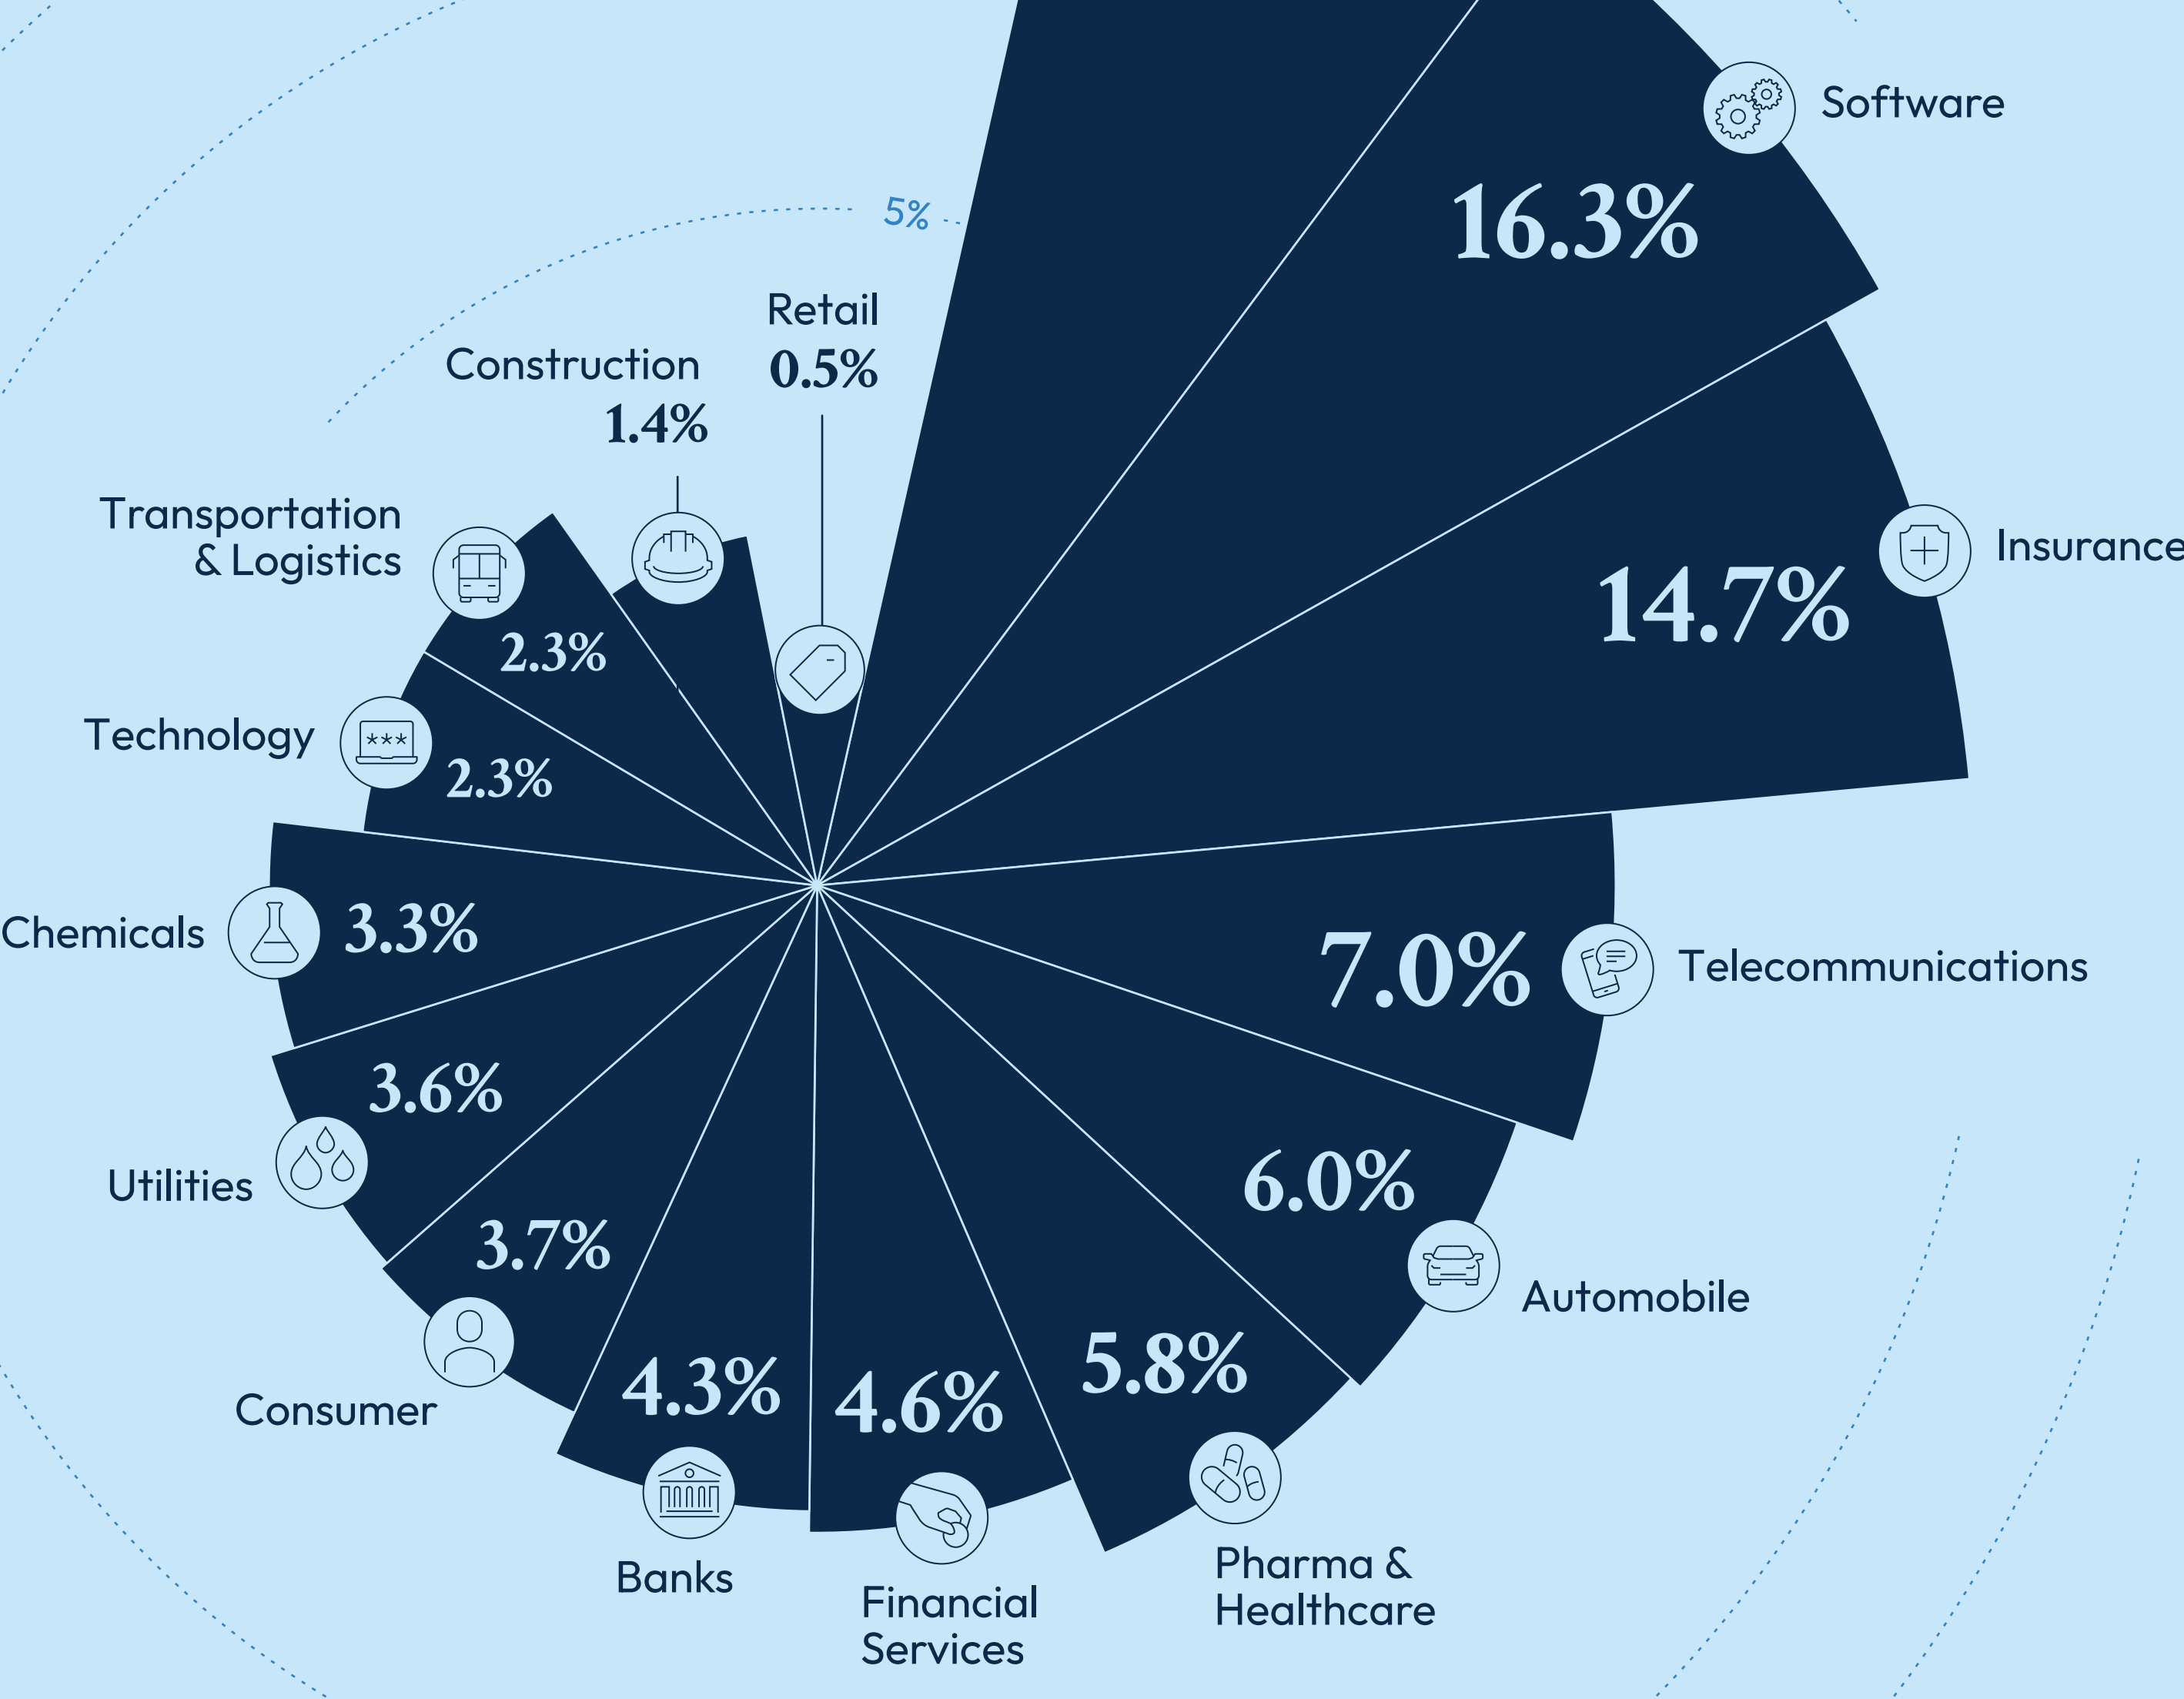 Software
16.3%
5%
Retail
0.5%
Construction
1.4%
Transportation
& Logistics
2.3%
Insurance
14.7%
Technology
2.3%
Chemicals
3.3%
7.0%
Telecommunications
3.6%
Utilities
6.0%
Automobile
3.7%
Consumer
5.8%
Pharma &
Healthcare
4.3%
Banks
4.6%
Financial
Services